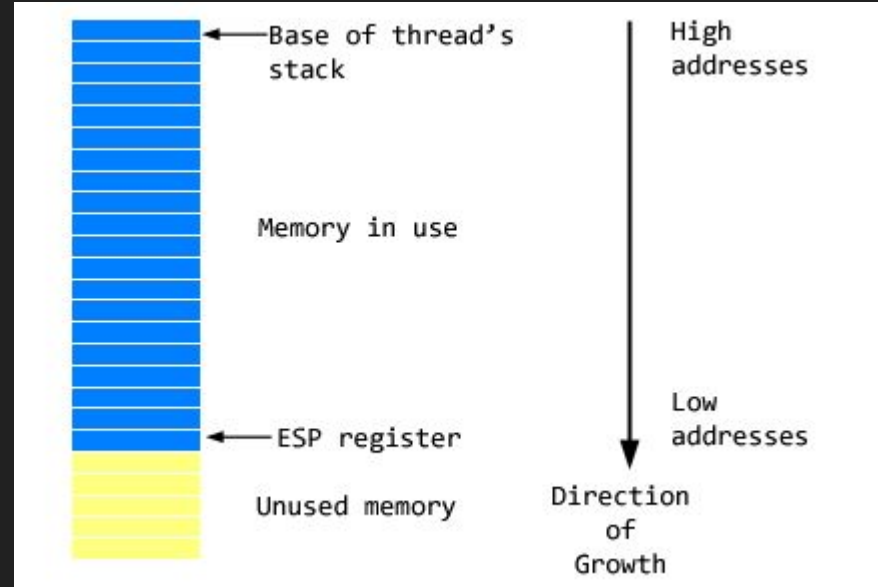 Base of thread's
stack
High
addresses
Memory in use
Low
addresses
ESP register
Unused memory
Direction
of
Growth